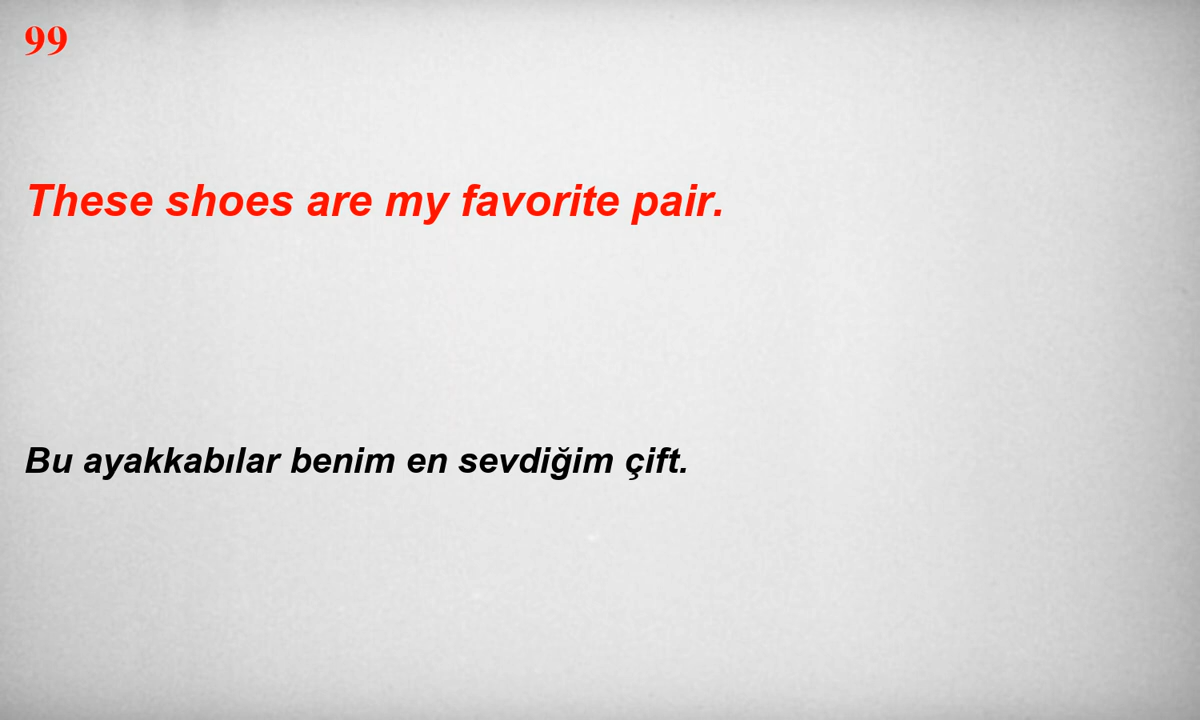 99
These shoes are my favorite pair.
Bu ayakkabılar benim en sevdiğim çift.